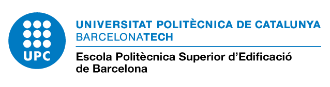 UPC
UNIVERSITAT POLITÈCNICA DE CATALUNYA
BARCELONATECH
Escola Politècnica Superior d'Edificació
de Barcelona